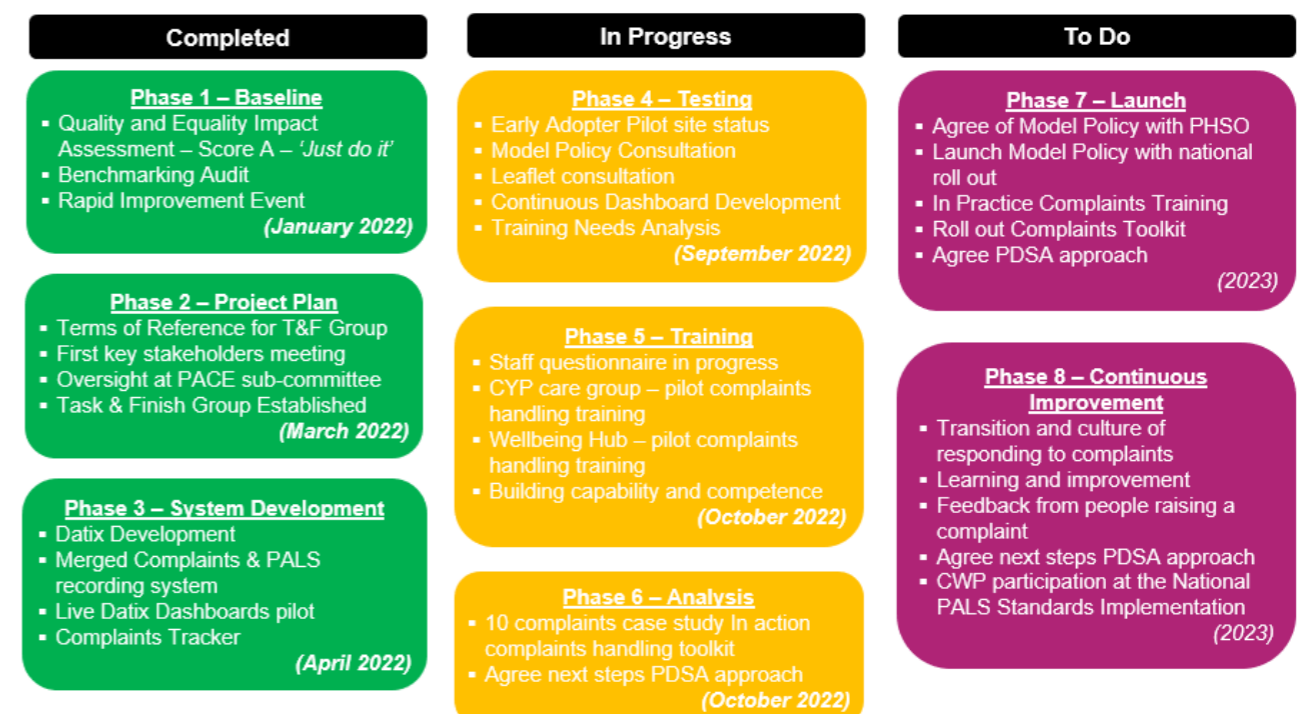 Completed
Phase 1 – Baseline
▪ Quality and Equality Impact
Assessment – Score A – ‘Just do it’
▪ Benchmarking Audit
▪ Rapid Improvement Event
(January 2022)
Phase 2 – Project Plan
▪ Terms of Reference for T&F Group
▪ First key stakeholders meeting
▪ Oversight at PACE sub-committee
▪ Task & Finish Group Established
(March 2022)
Phase 3 – System Development
▪ Datix Development
▪ Merged Complaints & PALS
recording system
▪ Live Datix Dashboards pilot
▪ Complaints Tracker
(April 2022)
In Progress
Phase 4 – Testing
▪ Early Adopter Pilot site status
▪ Model Policy Consultation
▪ Leaflet consultation
▪ Continuous Dashboard Development
▪ Training Needs Analysis
(September 2022)
Phase 5 – Training
▪ Staff questionnaire in progress
▪ CYP care group – pilot complaints
handling training
▪ Wellbeing Hub – pilot complaints
handling training
▪ Building capability and competence
(October 2022)
Phase 6 – Analysis
▪ 10 complaints case study In action
complaints handling toolkit
▪ Agree next steps PDSA approach
(October 2022)
To Do
Phase 7 – Launch
▪ Agree of Model Policy with PHSO
▪ Launch Model Policy with national
roll out
▪ In Practice Complaints Training
▪ Roll out Complaints Toolkit
▪ Agree PDSA approach
(2023)
Phase 8 – Continuous
Improvement
▪ Transition and culture of
responding to complaints
▪ Learning and improvement
▪ Feedback from people raising a
complaint
▪ Agree next steps PDSA approach
▪ CWP participation at the National
PALS Standards Implementation
(2023)